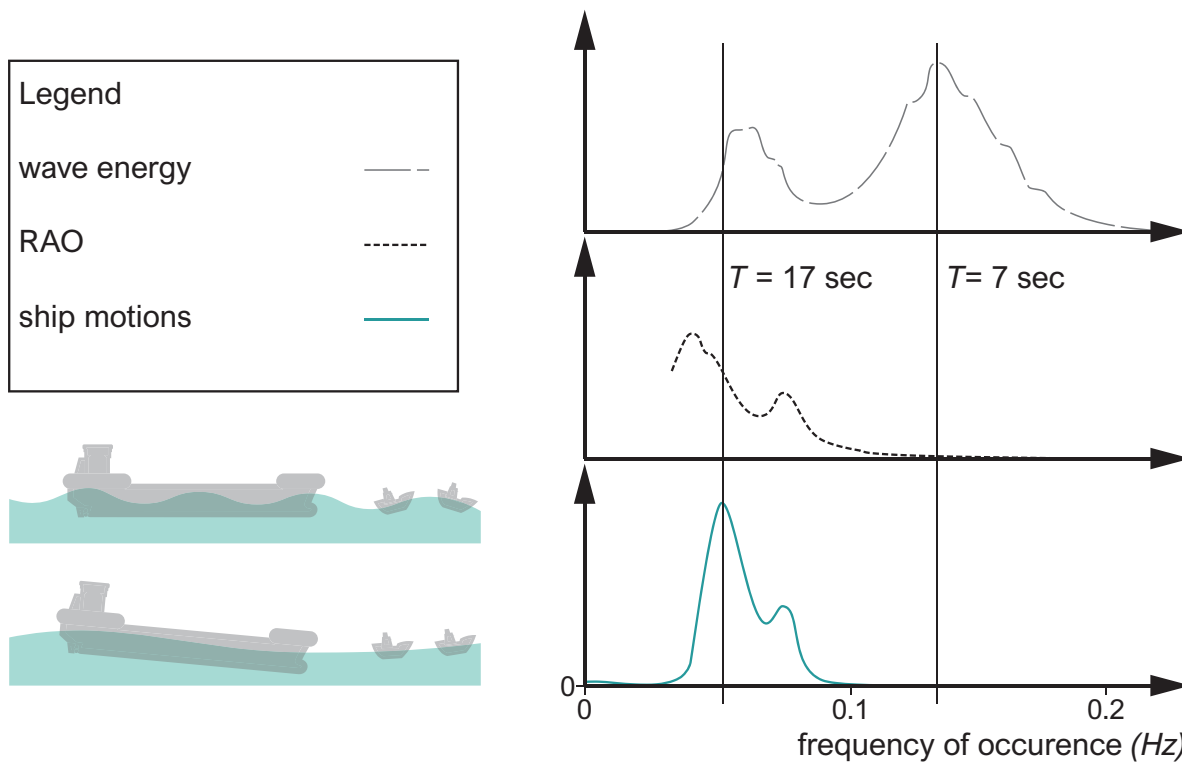 Legend
wave energy
RAO
ship motions
T = 17 sec
T= 7 sec
0
0
0.1
0.2
frequency of occurence (Hz)